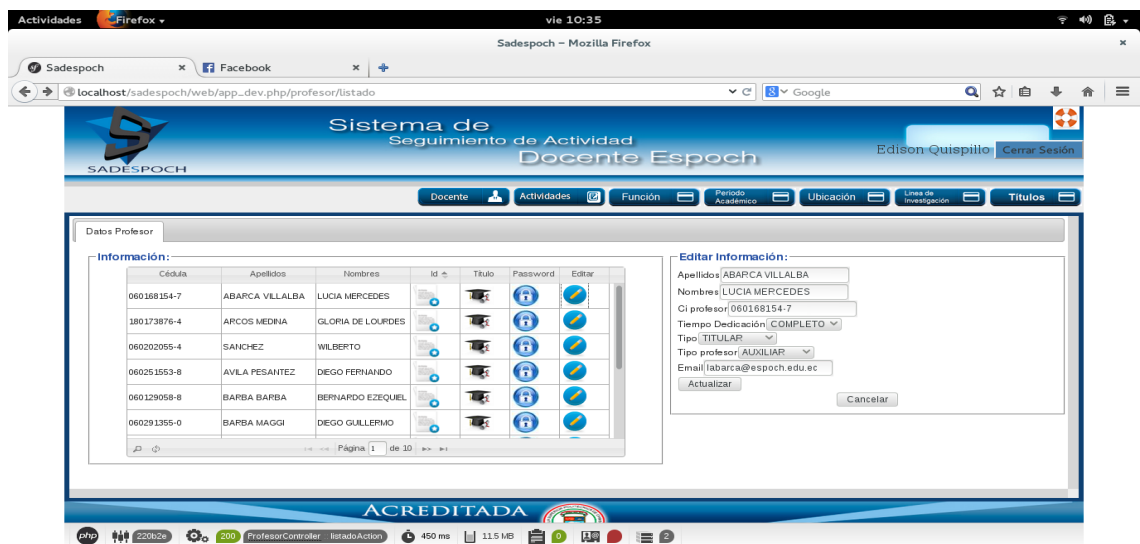 Actividades Firefox vie 10:35
Sadespoch - Mozilla Firefox
Sadespoch Facebook
localhost/sadespoch/web/app_dev.php/profesor/listado Google
Sistema de
Seguimiento de Actividad
Docente Espoch
SADESPOCH
Edison Quispillo Cerrar Sesión
Docente Actividades Función Periodo Académico Ubicación Linea de Investigación Títulos
Datos Profesor
Información:
Cédula Apellidos Nombres Id Titulo Password Editar
060168154-7 ABARCA VILLALBA LUCIA MERCEDES
180173876-4 ARCOS MEDINA GLORIA DE LOURDES
060202055-4 SANCHEZ WILBERTO
060251553-8 AVILA PESANTEZ DIEGO FERNANDO
060129058-8 BARBA BARBA BERNARDO EZEQUIEL
060291355-0 BARBA MAGGI DIEGO GUILLERMO
Página 1 de 10
Editar Información:
Apellidos ABARCA VILLALBA
Nombres LUCIA MERCEDES
Ci profesor 060168154-7
Tiempo Dedicación COMPLETO
Tipo TITULAR
Tipo profesor AUXILIAR
Email labarca@espoch.edu.ec
Actualizar
Cancelar
ACREDITADA
php 220b2e 200 ProfesorController listadoAction 450 ms 11.5 MB 0 2